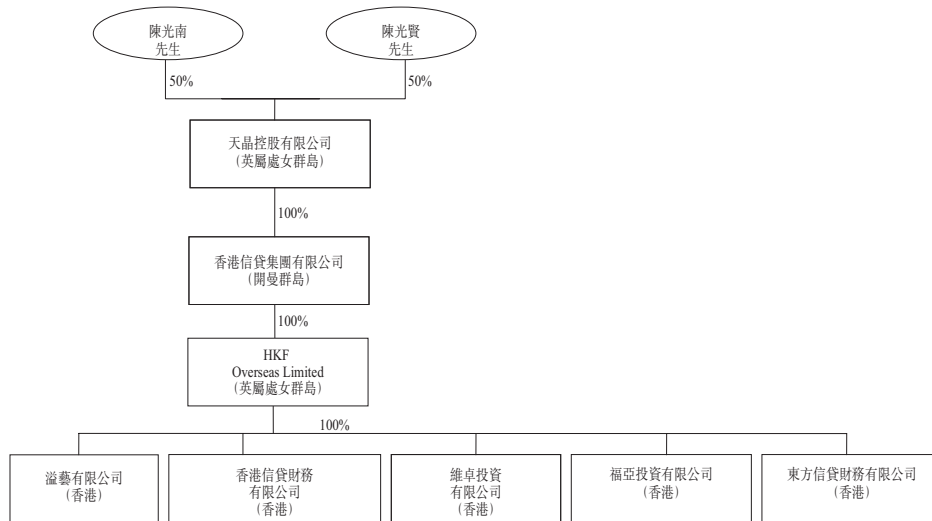 陳光南
先生
陳光賢
先生
50%
50%
天晶控股有限公司
(英屬處女群島)
100%
香港信貸集團有限公司
(開曼群島)
100%
HKF
Overseas Limited
(英屬處女群島)
100%
溢藝有限公司
(香港)
香港信貸財務
有限公司
(香港)
維卓投資
有限公司
(香港)
福亞投資有限公司
(香港)
東方信貸財務有限公司
(香港)